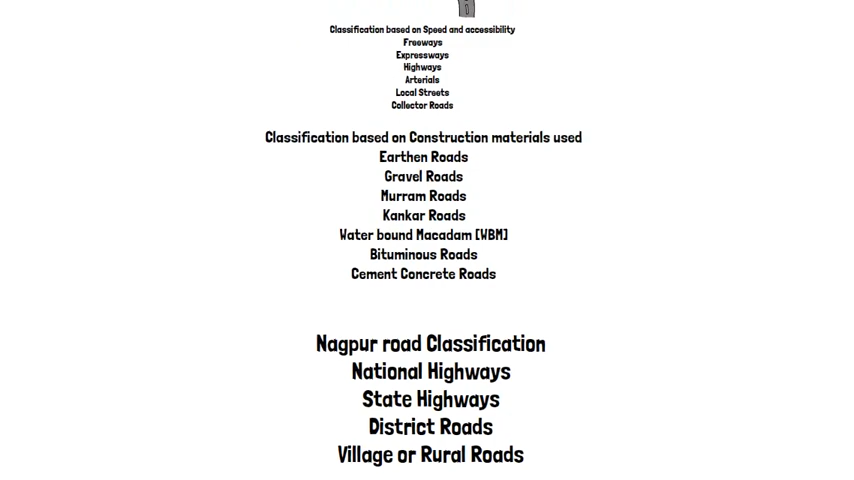 Classification based on Speed and accessibility
Freeways
Expressways
Highways
Arterials
Local Streets
Collector Roads
Classification based on Construction materials used
Earthen Roads
Gravel Roads
Murram Roads
Kankar Roads
Water bound Macadam [WBM]
Bituminous Roads
Cement Concrete Roads
Nagpur road Classification
National Highways
State Highways
District Roads
Village or Rural Roads